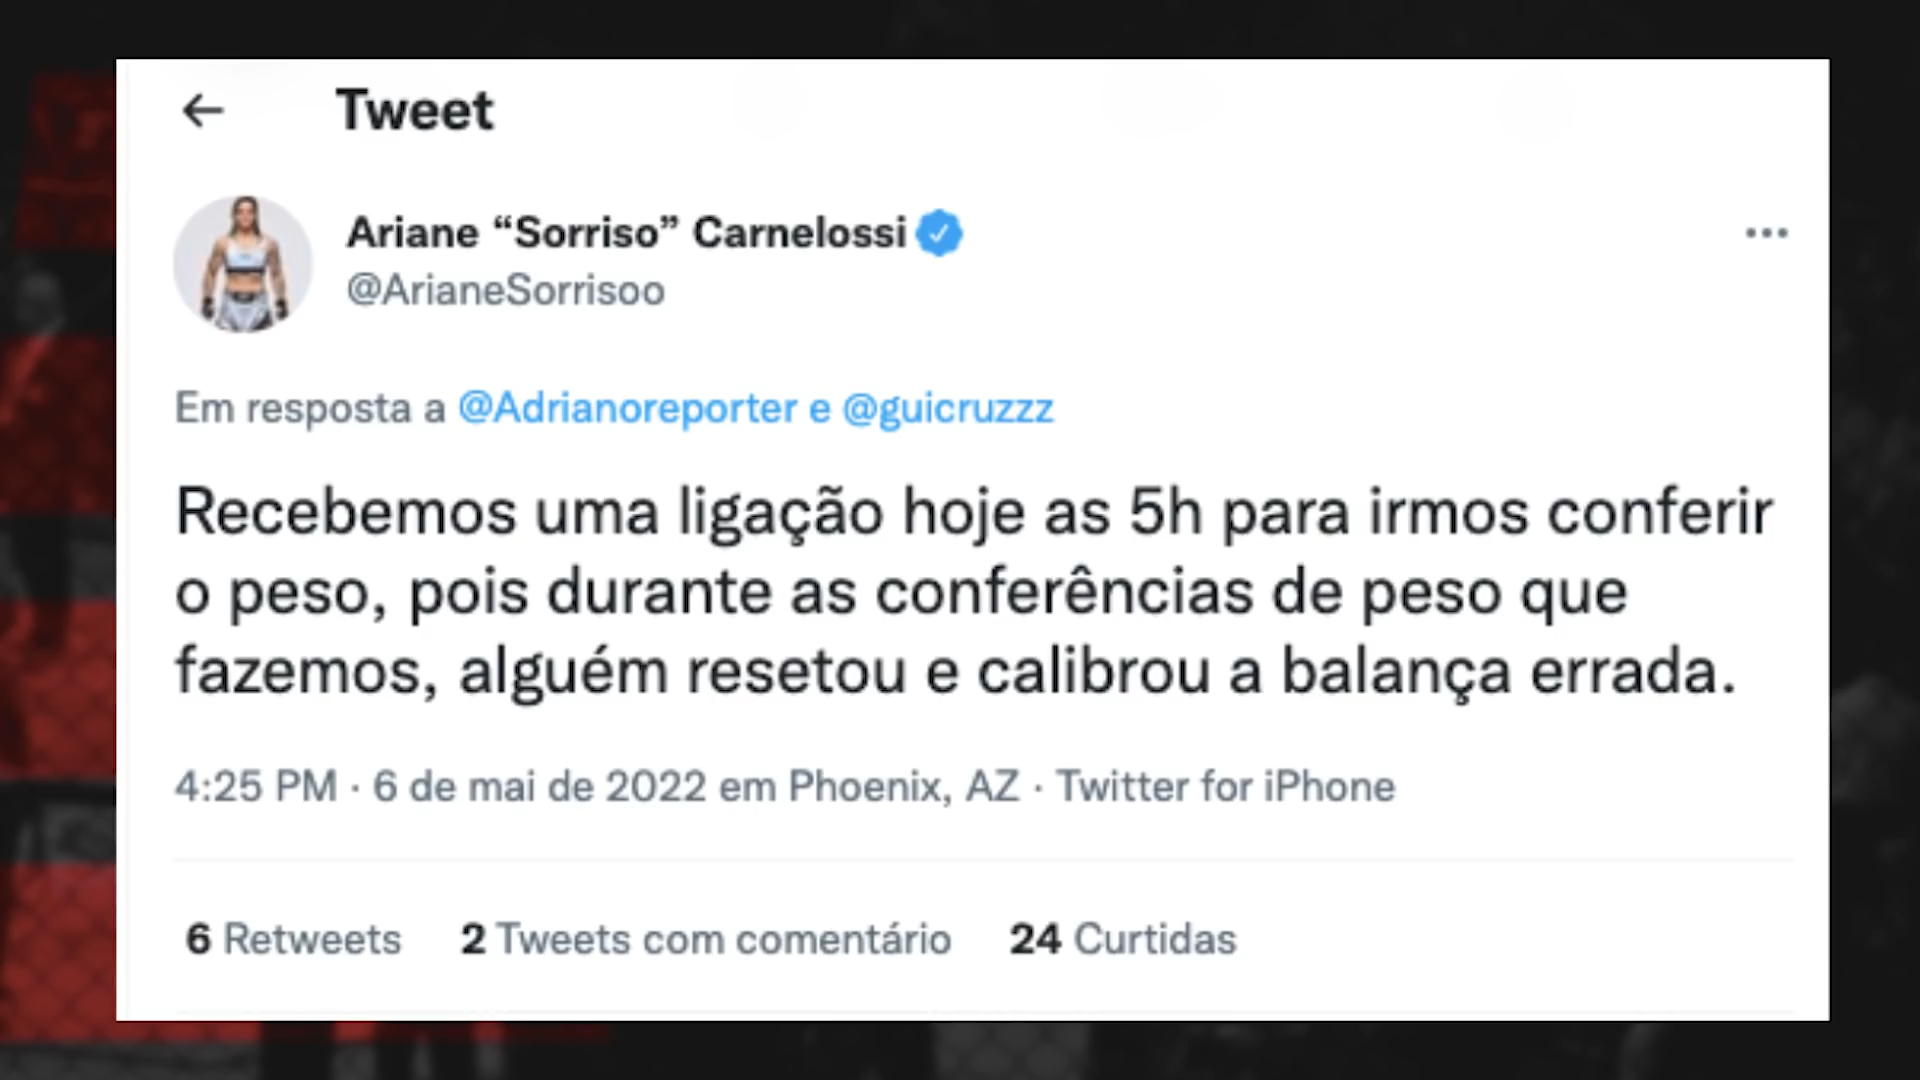 Tweet
Ariane “Sorriso” Carnelossi
@ArianeSorrisoo
Em resposta a @Adrianoreporter e @guicruzzz
Recebemos uma ligação hoje as 5h para irmos conferir
o peso, pois durante as conferências de peso que
fazemos, alguém resetou e calibrou a balança errada.
4:25 PM · 6 de mai de 2022 em Phoenix, AZ · Twitter for iPhone
6 Retweets 2 Tweets com comentário 24 Curtidas